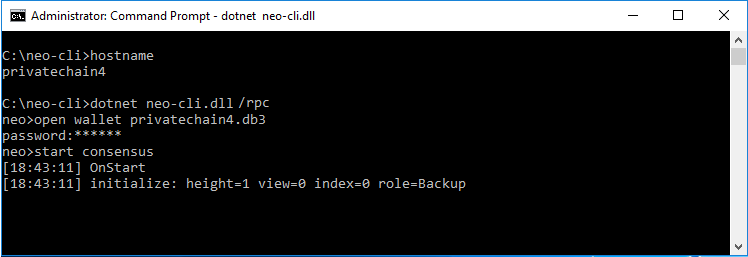 Administrator: Command Prompt - dotnet  neo-cli.dll
C:\neo-cli>hostname
privatechain4
C:\neo-cli>dotnet neo-cli.dll /rpc
neo>open wallet privatechain4.db3
password:******
neo>start consensus
[18:43:11] OnStart
[18:43:11] initialize: height=1 view=0 index=0 role=Backup